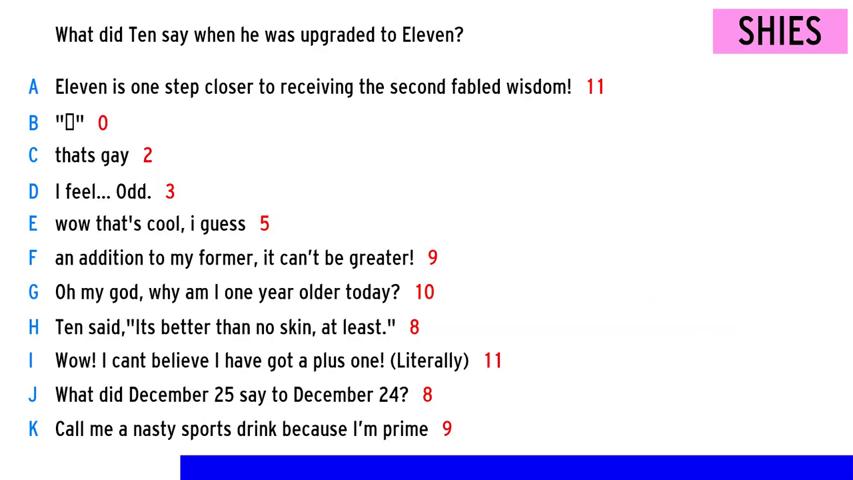 What did Ten say when he was upgraded to Eleven?
SHIES
A Eleven is one step closer to receiving the second fabled wisdom! 11
B "▯" 0
C thats gay 2
D I feel... Odd. 3
E wow that's cool, i guess 5
F an addition to my former, it can’t be greater! 9
G Oh my god, why am I one year older today? 10
H Ten said,"Its better than no skin, at least." 8
I Wow! I cant believe I have got a plus one! (Literally) 11
J What did December 25 say to December 24? 8
K Call me a nasty sports drink because I’m prime 9